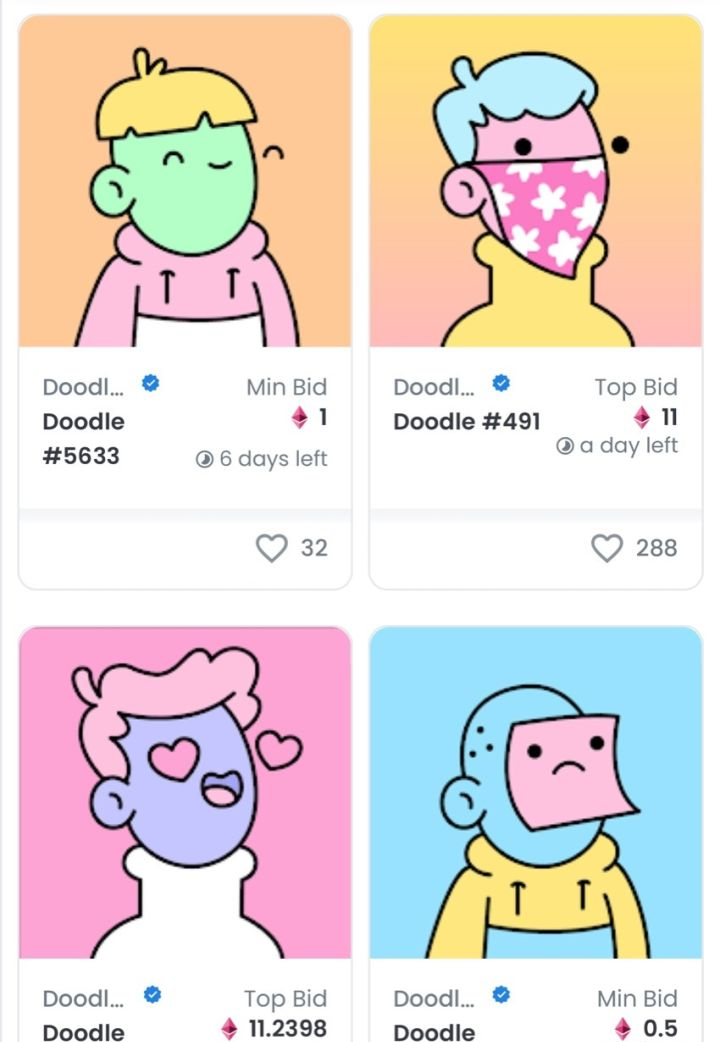 Doodl... Min Bid
Doodle 1
#5633 6 days left
32
Doodl... Top Bid
Doodle #491 11
a day left
288
Doodl... Top Bid
Doodle 11.2398
Doodl... Min Bid
Doodle 0.5